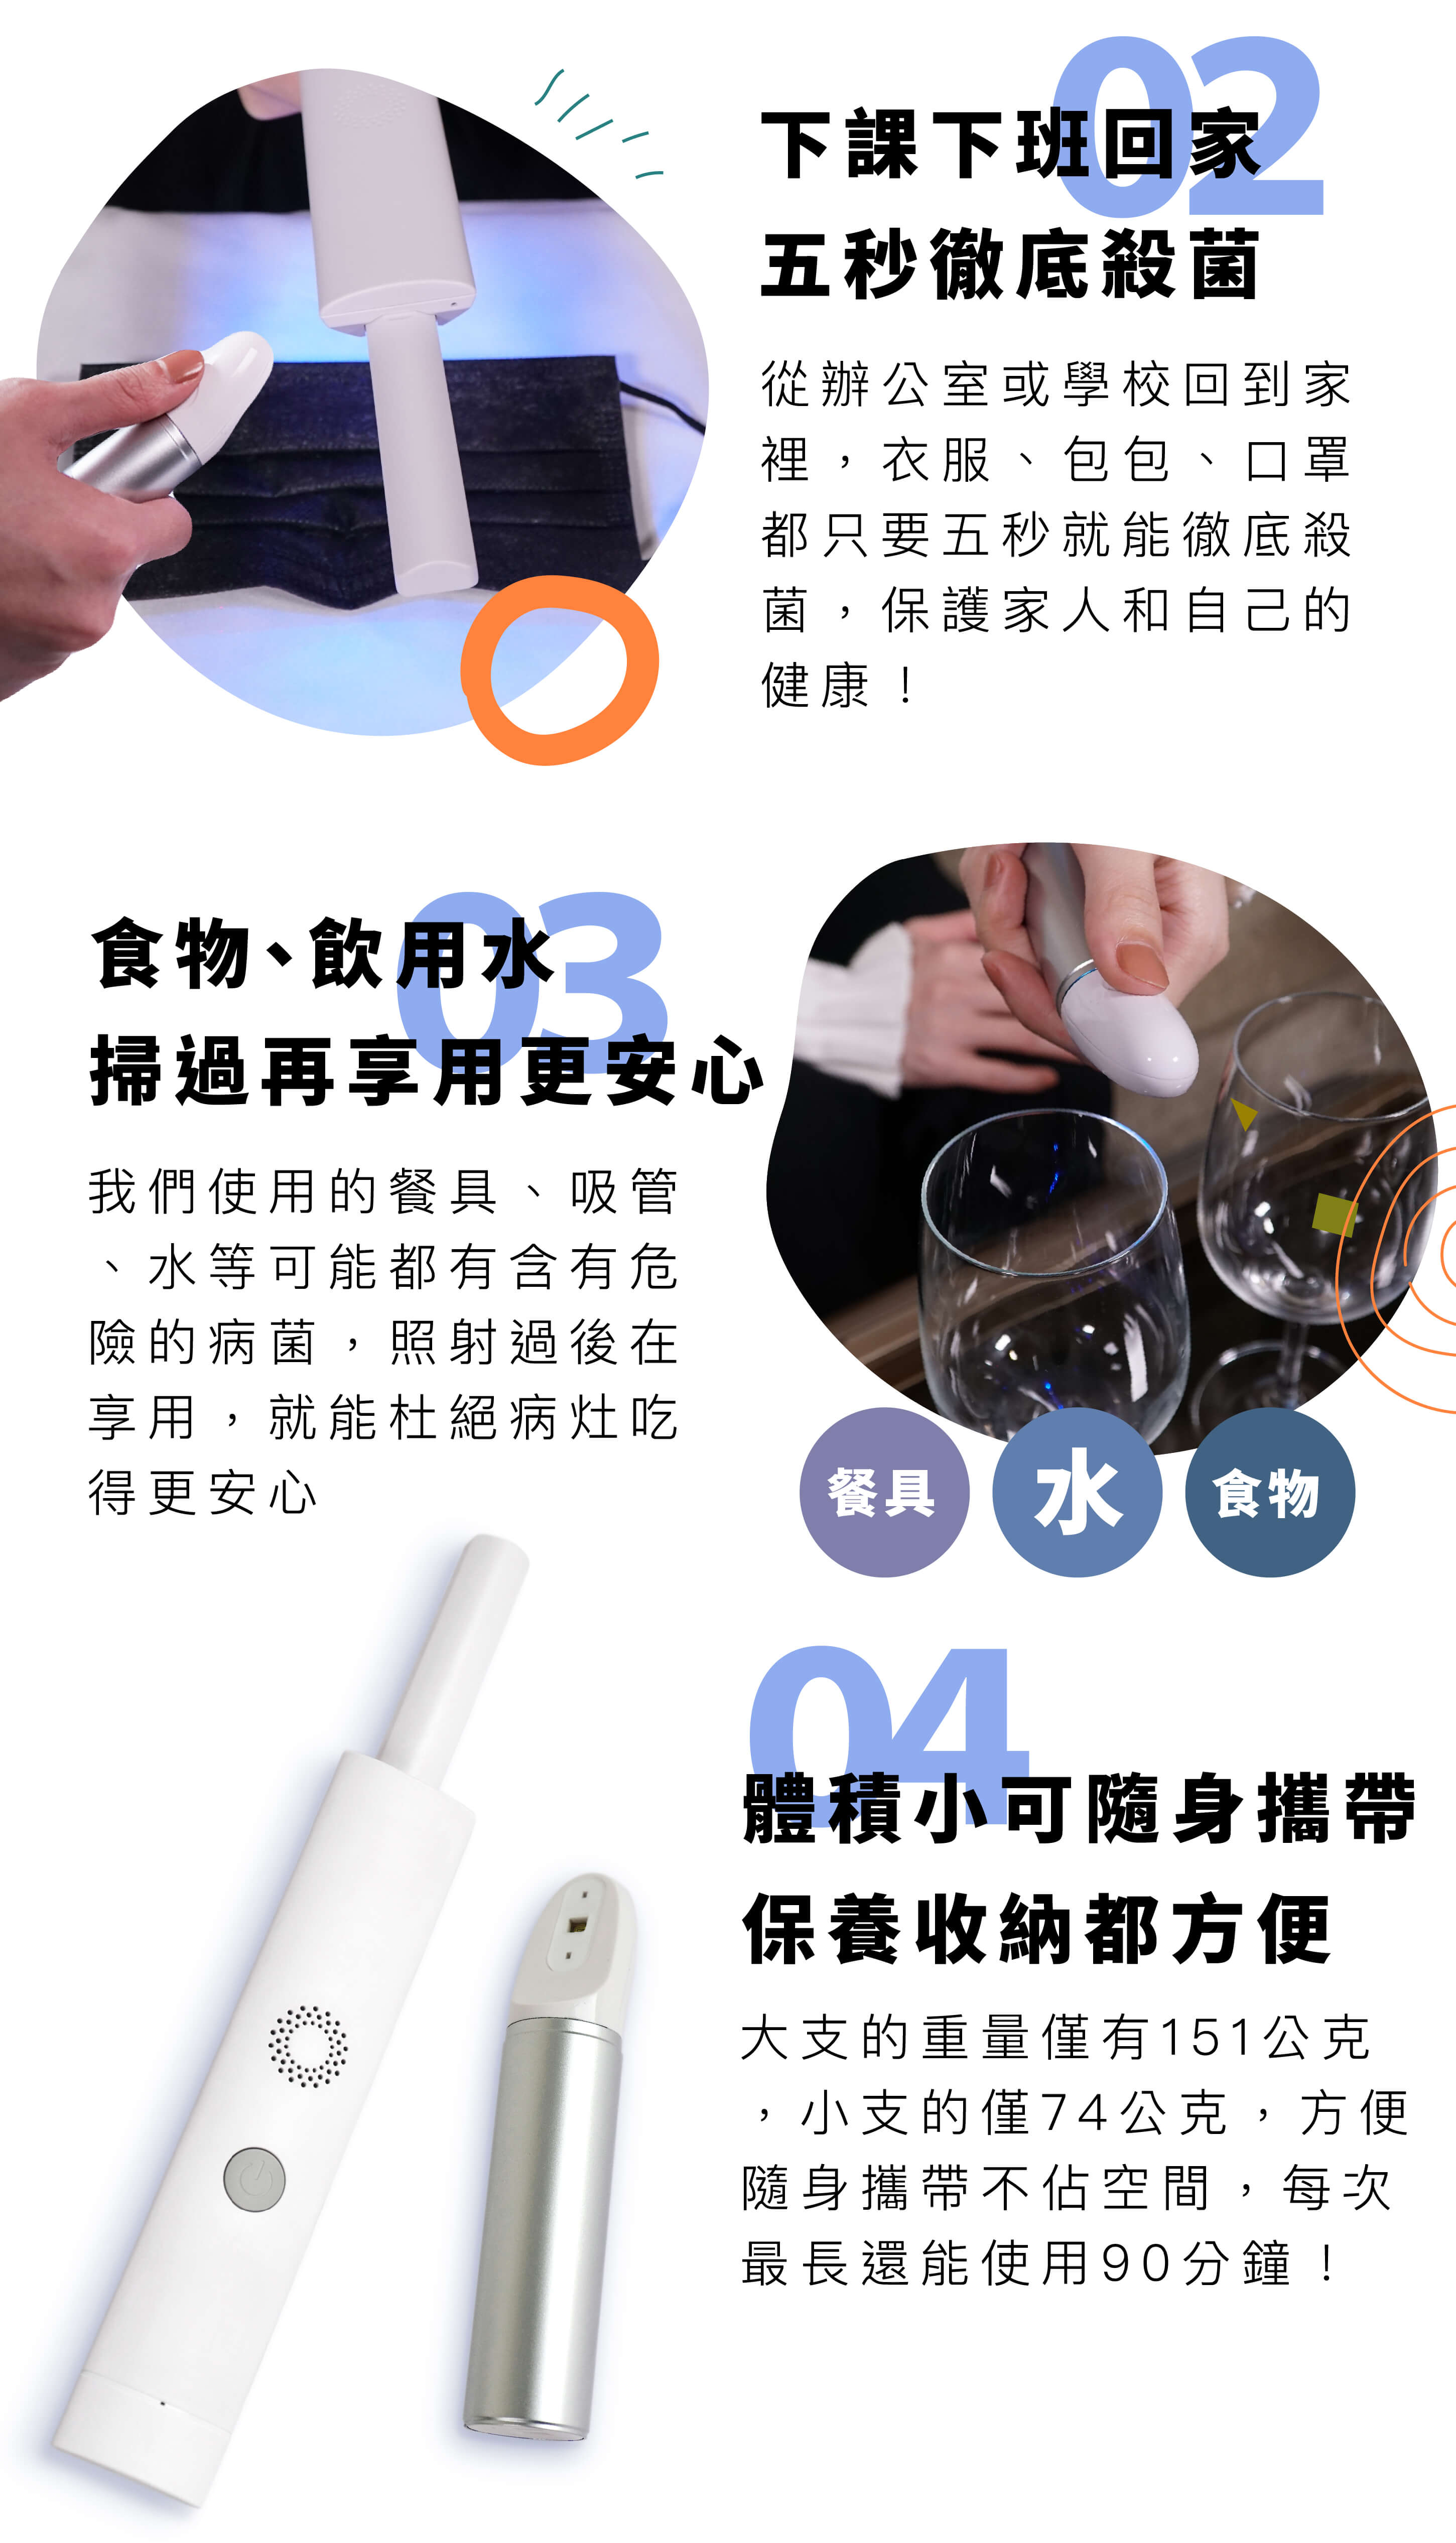 02
下課下班回家
五秒徹底殺菌
從辦公室或學校回到家
裡，衣服、包包、口罩
都只要五秒就能徹底殺
菌，保護家人和自己的
健康！
03
食物、飲用水
掃過再享用更安心
我們使用的餐具、吸管
、水等可能都有含有危
險的病菌，照射過後在
享用，就能杜絕病灶吃
得更安心
餐具
水
食物
04
體積小可隨身攜帶
保養收納都方便
大支的重量僅有151公克
，小支的僅74公克，方便
隨身攜帶不佔空間，每次
最長還能使用90分鐘！